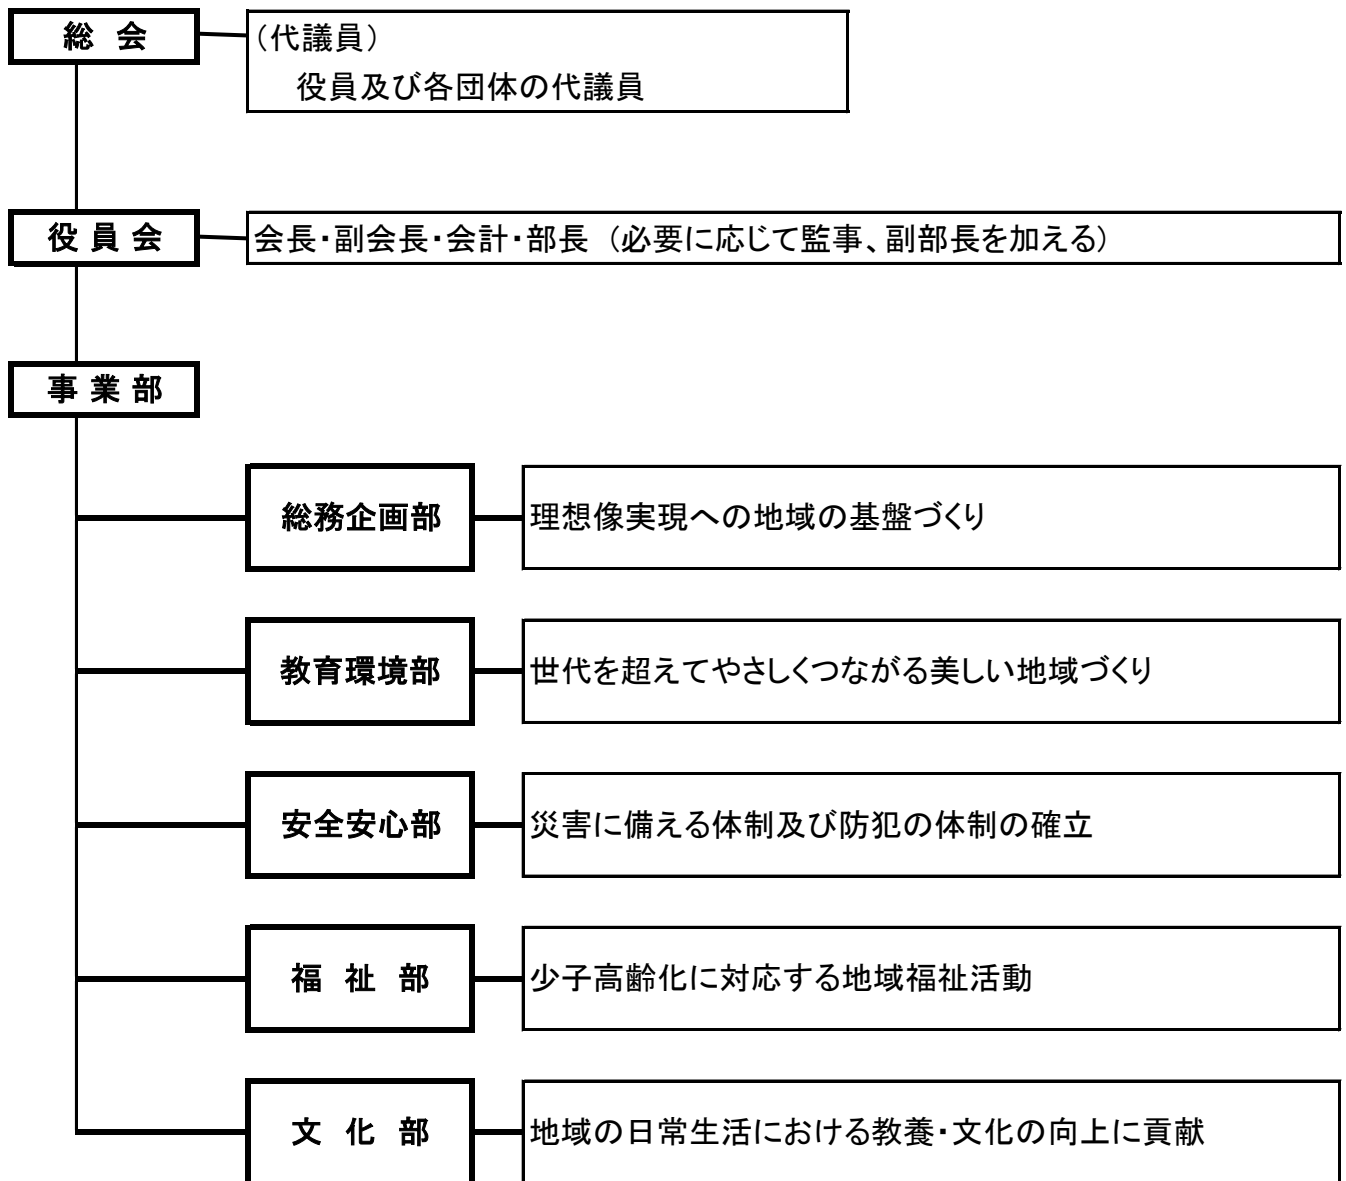 総 会
（代議員）
役員及び各団体の代議員
役 員 会
会長・副会長・会計・部長 （必要に応じて監事、副部長を加える）
事 業 部
総務企画部
理想像実現への地域の基盤づくり
教育環境部
世代を超えてやさしくつながる美しい地域づくり
安全安心部
災害に備える体制及び防犯の体制の確立
福 祉 部
少子高齢化に対応する地域福祉活動
文 化 部
地域の日常生活における教養・文化の向上に貢献